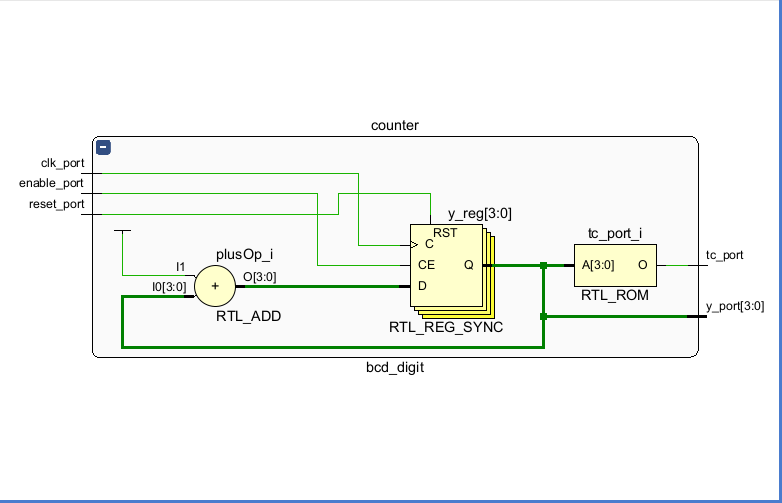 counter
clk_port
enable_port
reset_port
y_reg[3:0]
RST
C
CE
Q
D
RTL_REG_SYNC
plusOp_i
I1
I0[3:0]
+
O[3:0]
RTL_ADD
tc_port_i
A[3:0]
O
RTL_ROM
tc_port
y_port[3:0]
bcd_digit